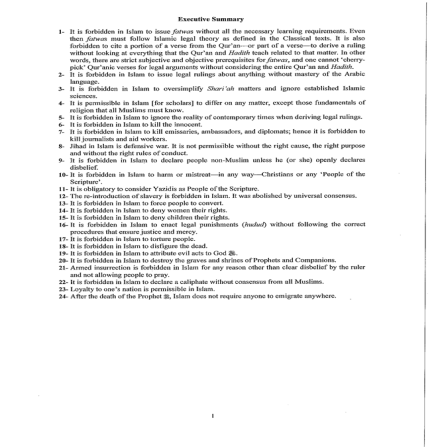 Executive Summary
1- It is forbidden in Islam to issue fatwas without all the necessary learning requirements. Even
then fatwas must follow Islamic legal theory as defined in the Classical texts. It is also
forbidden to cite a portion of a verse from the Qur'an—or part of a verse—to derive a ruling
without looking at everything that the Qur'an and Hadith teach related to that matter. In other
words, there are strict subjective and objective prerequisites for fatwas, and one cannot 'cherry-
pick' Qur'anic verses for legal arguments without considering the entire Qur'an and Hadith.
2- It is forbidden in Islam to issue legal rulings about anything without mastery of the Arabic
language.
3- It is forbidden in Islam to oversimplify Shari'ah matters and ignore established Islamic
sciences.
4- It is permissible in Islam [for scholars] to differ on any matter, except those fundamentals of
religion that all Muslims must know.
5- It is forbidden in Islam to ignore the reality of contemporary times when deriving legal rulings.
6- It is forbidden in Islam to kill the innocent.
7- It is forbidden in Islam to kill emissaries, ambassadors, and diplomats; hence it is forbidden to
kill journalists and aid workers.
8- Jihad in Islam is defensive war. It is not permissible without the right cause, the right purpose
and without the right rules of conduct.
9- It is forbidden in Islam to declare people non-Muslim unless he (or she) openly declares
disbelief.
10- It is forbidden in Islam to harm or mistreat—in any way—Christians or any 'People of the
Scripture'.
11- It is obligatory to consider Yazidis as People of the Scripture.
12- The re-introduction of slavery is forbidden in Islam. It was abolished by universal consensus.
13- It is forbidden in Islam to force people to convert.
14- It is forbidden in Islam to deny women their rights.
15- It is forbidden in Islam to deny children their rights.
16- It is forbidden in Islam to enact legal punishments (hudud) without following the correct
procedures that ensure justice and mercy.
17- It is forbidden in Islam to torture people.
18- It is forbidden in Islam to disfigure the dead.
19- It is forbidden in Islam to attribute evil acts to God
20- It is forbidden in Islam to destroy the graves and shrines of Prophets and Companions.
21- Armed insurrection is forbidden in Islam for any reason other than clear disbelief by the ruler
and not allowing people to pray.
22- It is forbidden in Islam to declare a caliphate without consensus from all Muslims.
23- Loyalty to one's nation is permissible in Islam.
24- After the death of the Prophet ﷺ, Islam does not require anyone to emigrate anywhere.
1